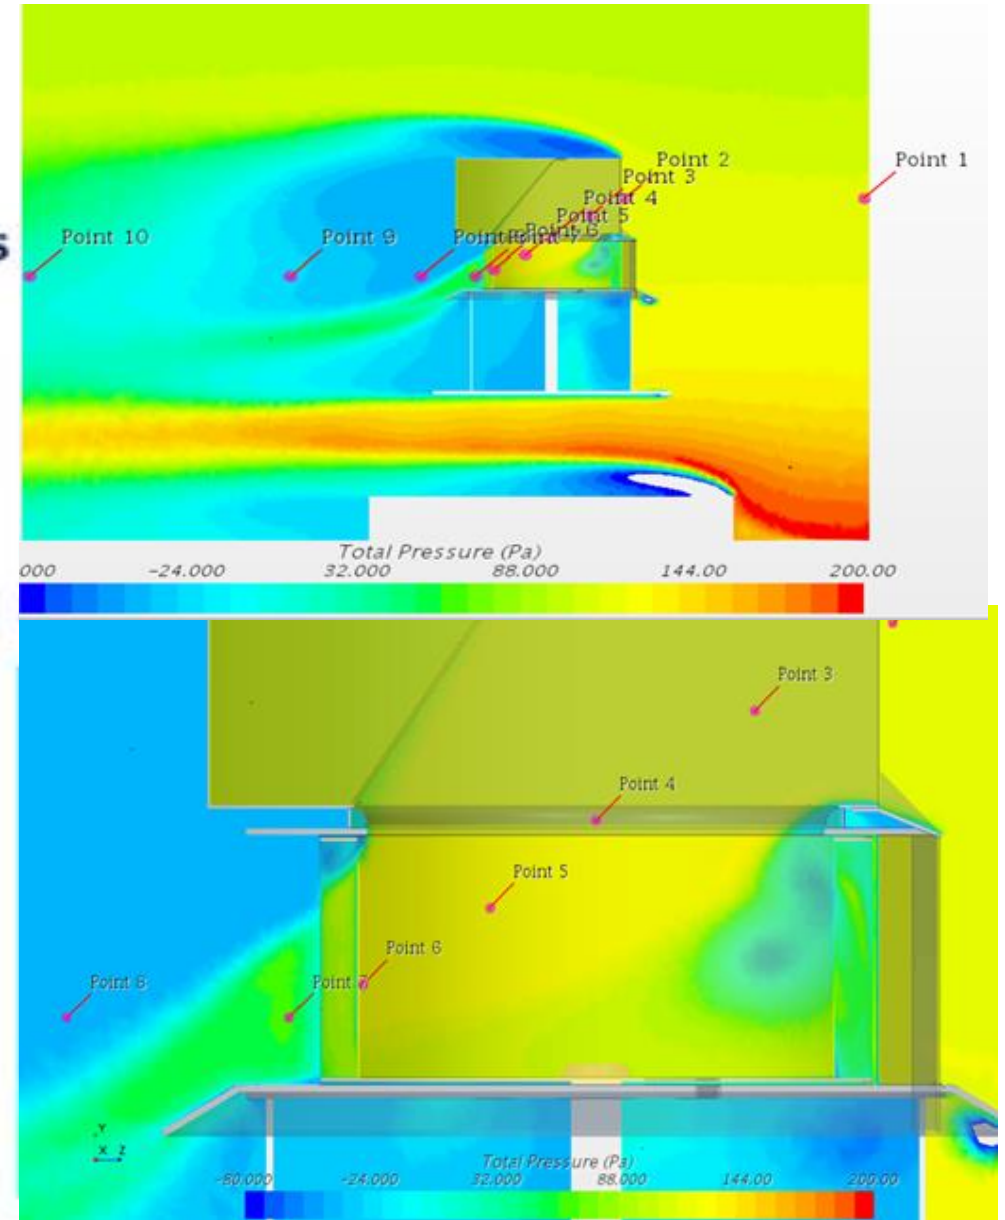 Point 1
Point 2
Point 3
Point 4
Point 5
Point 6
Point 10
Point 9
Total Pressure (Pa)
000 -24.000 32.000 88.000 144.00 200.00
s
Point 3
Point 4
Point 5
Point 6
Point 8
Point 7
Y
X Z
Total Pressure (Pa)
-80.000 -24.000 32.000 88.000 144.00 200.00